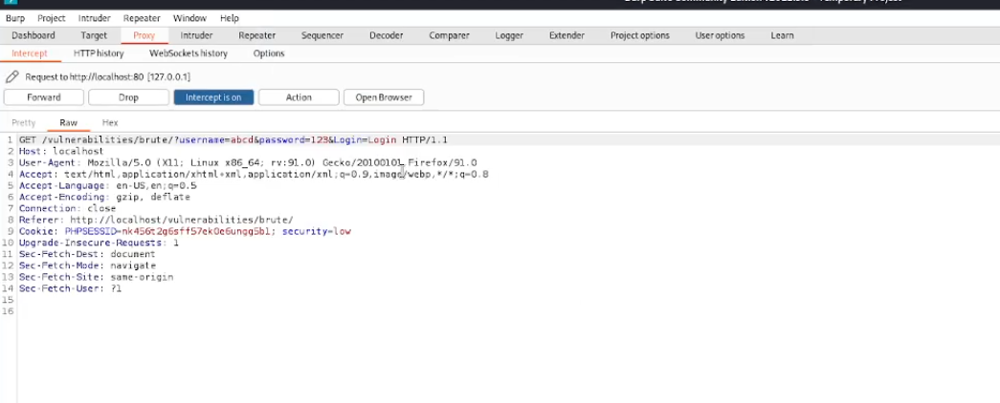 Burp Project Intruder Repeater Window Help
Dashboard Target Proxy Intruder Repeater Sequencer Decoder Comparer Logger Extender Project options User options Learn
Intercept HTTP history WebSockets history Options
Request to http://localhost:80 [127.0.0.1]
Forward Drop Intercept is on Action Open Browser
Pretty Raw Hex
1 GET /vulnerabilities/brute/?username=abcd&password=123&Login=Login HTTP/1.1
2 Host: localhost
3 User-Agent: Mozilla/5.0 (X11; Linux x86_64; rv:91.0) Gecko/20100101 Firefox/91.0
4 Accept: text/html,application/xhtml+xml,application/xml;q=0.9,image/webp,*/*;q=0.8
5 Accept-Language: en-US,en;q=0.5
6 Accept-Encoding: gzip, deflate
7 Connection: close
8 Referer: http://localhost/vulnerabilities/brute/
9 Cookie: PHPSESSID=nk456t2g6sff57ek0e6ungg5bl; security=low
10 Upgrade-Insecure-Requests: 1
11 Sec-Fetch-Dest: document
12 Sec-Fetch-Mode: navigate
13 Sec-Fetch-Site: same-origin
14 Sec-Fetch-User: ?1
15
16